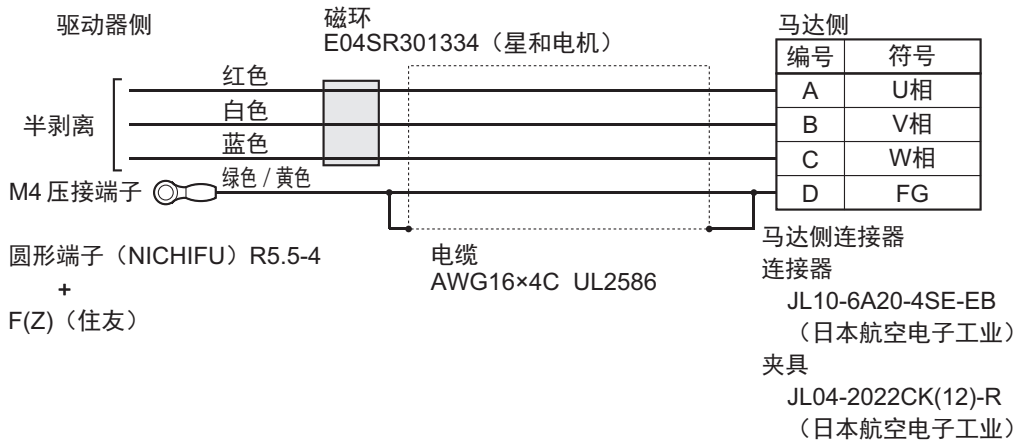 驱动器侧
磁环
E04SR301334（星和电机）
马达侧
编号 符号
红色
A U相
白色
B V相
半剥离
蓝色
C W相
绿色 / 黄色
M4 压接端子
D FG
圆形端子（NICHIFU）R5.5-4
+
F(Z)（住友）
电缆
AWG16×4C UL2586
马达侧连接器
连接器
JL10-6A20-4SE-EB
（日本航空电子工业）
夹具
JL04-2022CK(12)-R
（日本航空电子工业）